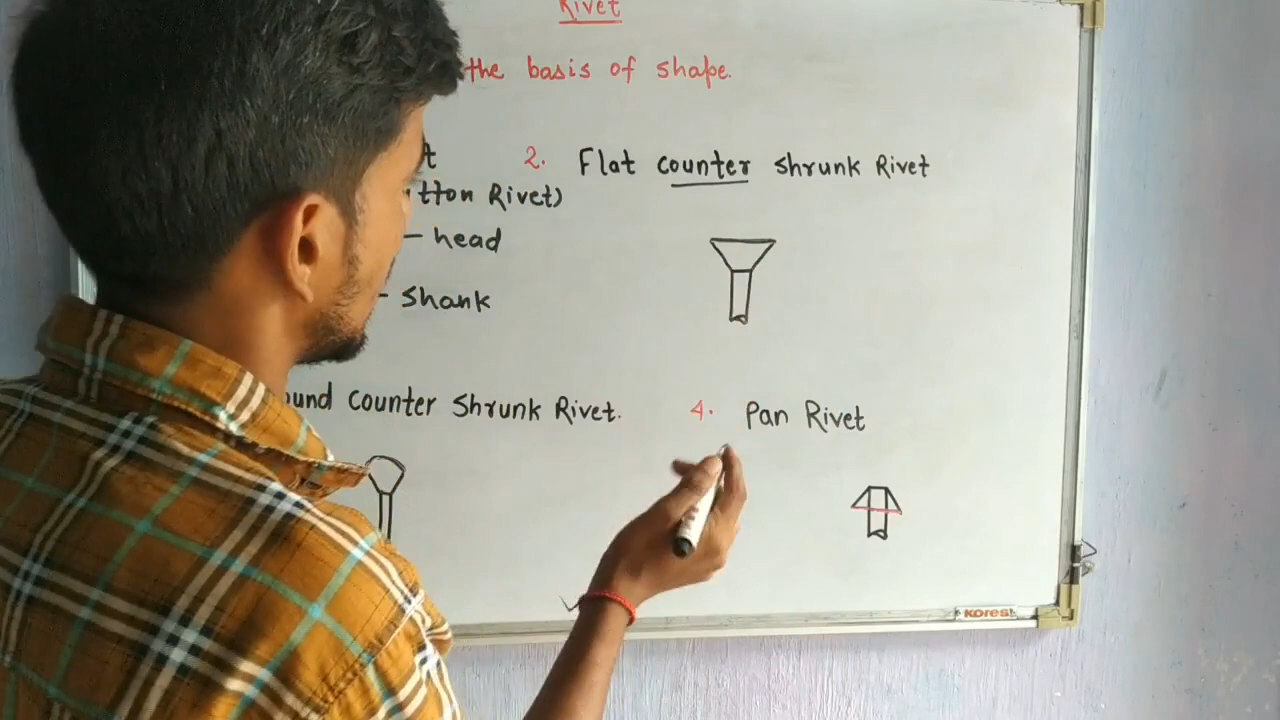 Rivet
the basis of shape.
2. Flat counter shrunk Rivet
tton Rivet)
head
Shank
ound counter Shrunk Rivet.
4. Pan Rivet
Kores